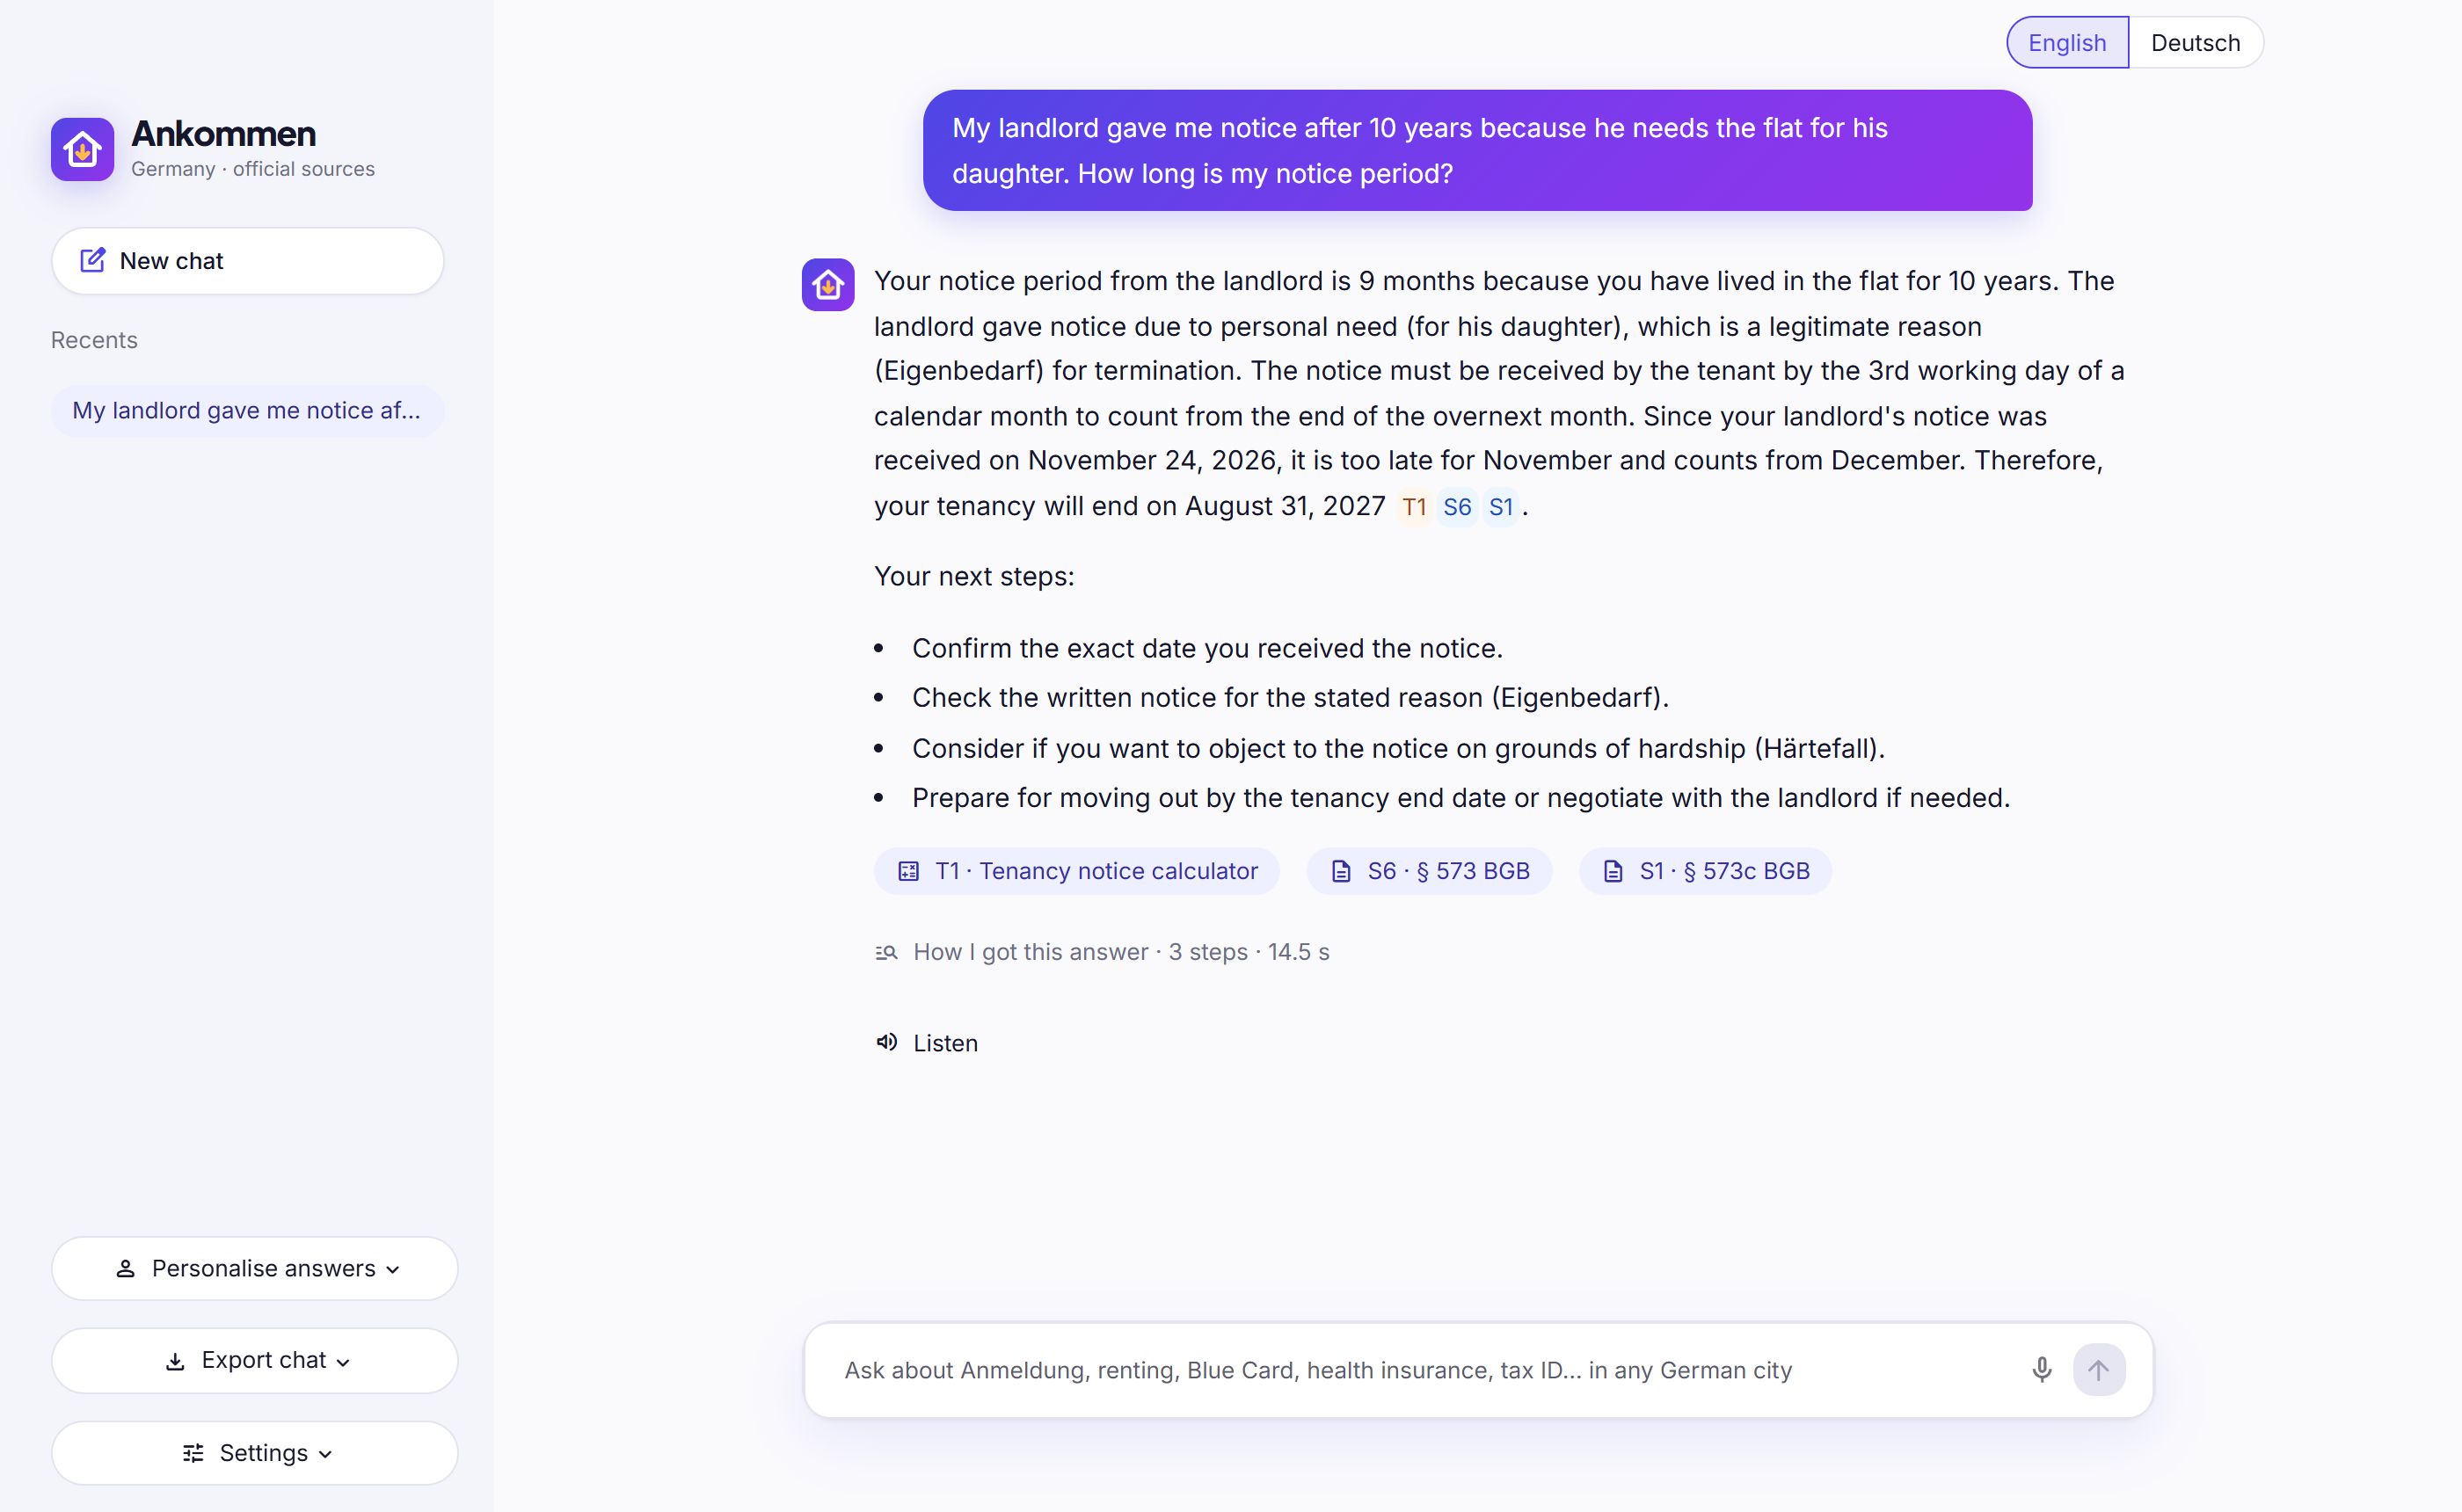 Ankommen
Germany · official sources
New chat
Recents
My landlord gave me notice af...
Personalise answers
Export chat
Settings
English
Deutsch
My landlord gave me notice after 10 years because he needs the flat for his
daughter. How long is my notice period?
Your notice period from the landlord is 9 months because you have lived in the flat for 10 years. The
landlord gave notice due to personal need (for his daughter), which is a legitimate reason
(Eigenbedarf) for termination. The notice must be received by the tenant by the 3rd working day of a
calendar month to count from the end of the overnext month. Since your landlord's notice was
received on November 24, 2026, it is too late for November and counts from December. Therefore,
your tenancy will end on August 31, 2027 T1 S6 S1 .
Your next steps:
• Confirm the exact date you received the notice.
• Check the written notice for the stated reason (Eigenbedarf).
• Consider if you want to object to the notice on grounds of hardship (Härtefall).
• Prepare for moving out by the tenancy end date or negotiate with the landlord if needed.
T1 · Tenancy notice calculator
S6 · § 573 BGB
S1 · § 573c BGB
How I got this answer · 3 steps · 14.5 s
Listen
Ask about Anmeldung, renting, Blue Card, health insurance, tax ID... in any German city